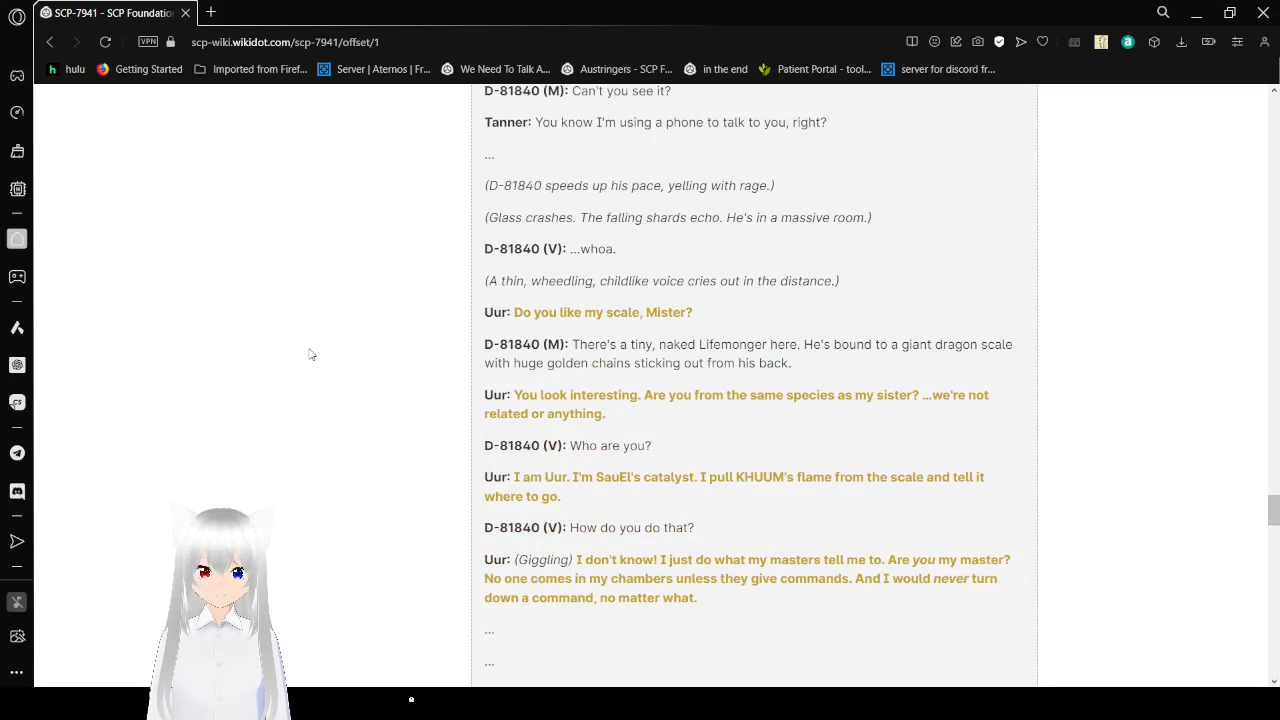 SCP-7941 - SCP Foundatio
scp-wiki.wikidot.com/scp-7941/offset/1
VPN
hulu
Getting Started
Imported from Firef...
Server | Aternos | Fr...
We Need To Talk A...
Austringers - SCP F...
in the end
Patient Portal - tool...
server for discord fr...
D-81840 (M): Can't you see it?
Tanner: You know I'm using a phone to talk to you, right?
...
(D-81840 speeds up his pace, yelling with rage.)
(Glass crashes. The falling shards echo. He's in a massive room.)
D-81840 (V): ...whoa.
(A thin, wheedling, childlike voice cries out in the distance.)
Uur: Do you like my scale, Mister?
D-81840 (M): There's a tiny, naked Lifemonger here. He's bound to a giant dragon scale
with huge golden chains sticking out from his back.
Uur: You look interesting. Are you from the same species as my sister? ...we're not
related or anything.
D-81840 (V): Who are you?
Uur: I am Uur. I'm SauEl's catalyst. I pull KHUUM's flame from the scale and tell it
where to go.
D-81840 (V): How do you do that?
Uur: (Giggling) I don't know! I just do what my masters tell me to. Are you my master?
No one comes in my chambers unless they give commands. And I would never turn
down a command, no matter what.
...
...